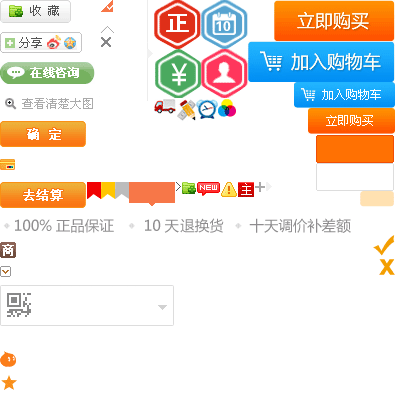 收 藏
正
10
立即购买
分享
加入购物车
在线咨询
¥
加入购物车
查看清楚大图
立即购买
确 定
去结算
NEW
主
100% 正品保证
10 天退换货
十天调价补差额
商